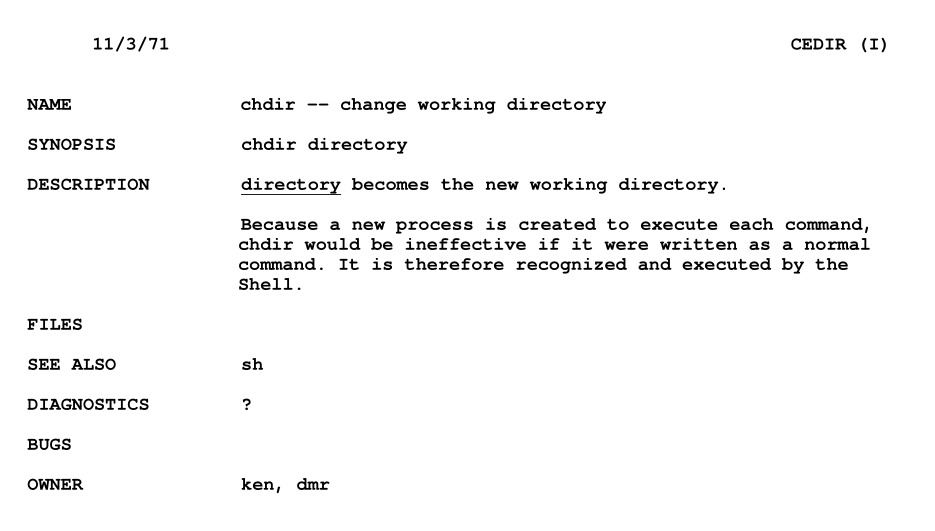 11/3/71 CEDIR (I)
NAME chdir -- change working directory
SYNOPSIS chdir directory
DESCRIPTION directory becomes the new working directory.
Because a new process is created to execute each command,
chdir would be ineffective if it were written as a normal
command. It is therefore recognized and executed by the
Shell.
FILES
SEE ALSO sh
DIAGNOSTICS ?
BUGS
OWNER ken, dmr